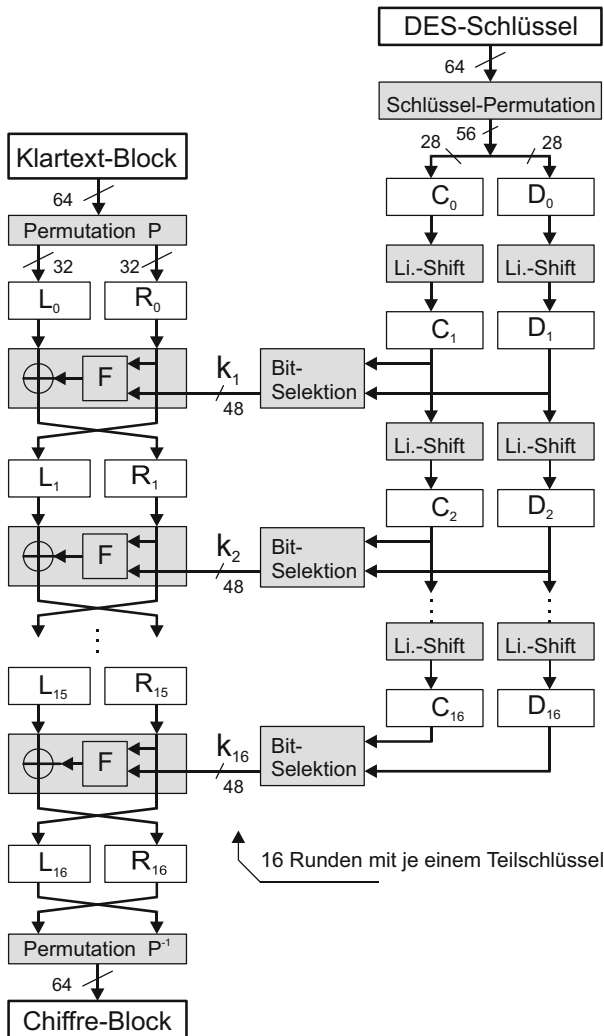 DES-Schlüssel
64
Schlüssel-Permutation
56
28 28
Klartext-Block
C₀ D₀
64
Permutation P
Li.-Shift Li.-Shift
32 32
L₀ R₀
C₁ D₁
F
k₁
48
Bit-
Selektion
Li.-Shift Li.-Shift
L₁ R₁
C₂ D₂
F
k₂
48
Bit-
Selektion
Li.-Shift Li.-Shift
L₁₅ R₁₅
C₁₆ D₁₆
F
k₁₆
48
Bit-
Selektion
L₁₆ R₁₆
16 Runden mit je einem Teilschlüssel
Permutation P⁻¹
64
Chiffre-Block